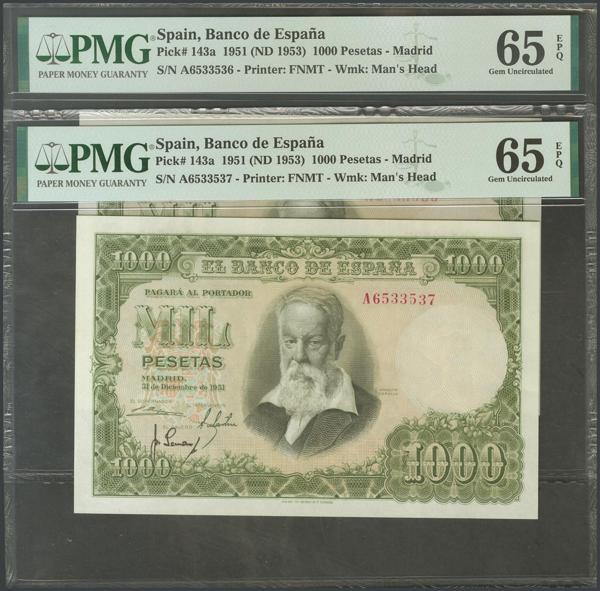 PMG
®
PAPER MONEY GUARANTY
Spain, Banco de España
Pick# 143a 1951 (ND 1953) 1000 Pesetas - Madrid
S/N A6533536 - Printer: FNMT - Wmk: Man's Head
65 EPQ
Gem Uncirculated
PMG
®
PAPER MONEY GUARANTY
Spain, Banco de España
Pick# 143a 1951 (ND 1953) 1000 Pesetas - Madrid
S/N A6533537 - Printer: FNMT - Wmk: Man's Head
65 EPQ
Gem Uncirculated
1000
EL BANCO DE ESPAÑA
1000
PAGARÁ AL PORTADOR
A6533537
MIL
PESETAS
MADRID,
31 de Diciembre de 1951
EL GOBERNADOR
1000
1000